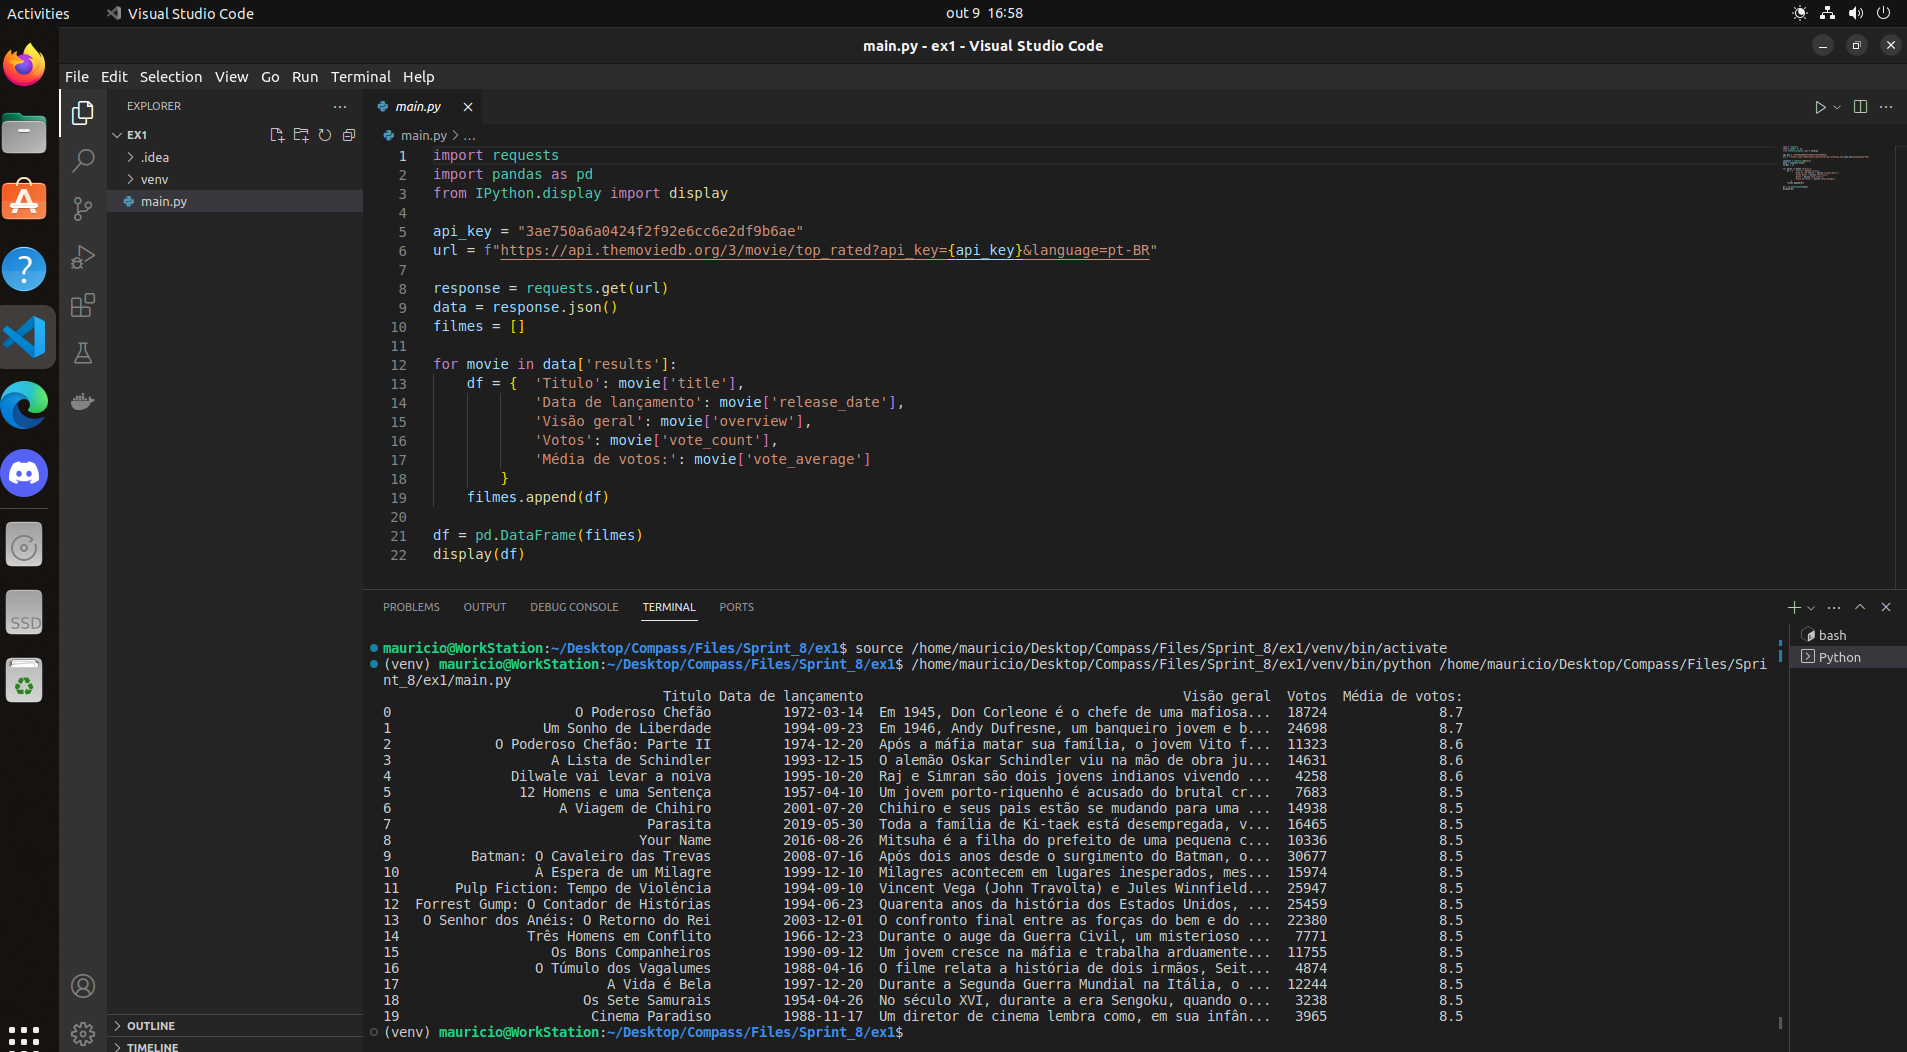 Activities Visual Studio Code out 9 16:58
main.py - ex1 - Visual Studio Code
File Edit Selection View Go Run Terminal Help
EXPLORER
EX1
.idea
venv
main.py
OUTLINE
TIMELINE
main.py
main.py > ...
1 import requests
2 import pandas as pd
3 from IPython.display import display
4
5 api_key = "3ae750a6a0424f2f92e6cc6e2df9b6ae"
6 url = f"https://api.themoviedb.org/3/movie/top_rated?api_key={api_key}&language=pt-BR"
7
8 response = requests.get(url)
9 data = response.json()
10 filmes = []
11
12 for movie in data['results']:
13 df = { 'Titulo': movie['title'],
14 'Data de lançamento': movie['release_date'],
15 'Visão geral': movie['overview'],
16 'Votos': movie['vote_count'],
17 'Média de votos:': movie['vote_average']
18 }
19 filmes.append(df)
20
21 df = pd.DataFrame(filmes)
22 display(df)
PROBLEMS OUTPUT DEBUG CONSOLE TERMINAL PORTS
mauricio@WorkStation:~/Desktop/Compass/Files/Sprint_8/ex1$ source /home/mauricio/Desktop/Compass/Files/Sprint_8/ex1/venv/bin/activate
(venv) mauricio@WorkStation:~/Desktop/Compass/Files/Sprint_8/ex1$ /home/mauricio/Desktop/Compass/Files/Sprint_8/ex1/venv/bin/python /home/mauricio/Desktop/Compass/Files/Spri
nt_8/ex1/main.py
Titulo Data de lançamento Visão geral Votos Média de votos:
0 O Poderoso Chefão 1972-03-14 Em 1945, Don Corleone é o chefe de uma mafiosa... 18724 8.7
1 Um Sonho de Liberdade 1994-09-23 Em 1946, Andy Dufresne, um banqueiro jovem e b... 24698 8.7
2 O Poderoso Chefão: Parte II 1974-12-20 Após a máfia matar sua família, o jovem Vito f... 11323 8.6
3 A Lista de Schindler 1993-12-15 O alemão Oskar Schindler viu na mão de obra ju... 14631 8.6
4 Dilwale vai levar a noiva 1995-10-20 Raj e Simran são dois jovens indianos vivendo ... 4258 8.6
5 12 Homens e uma Sentença 1957-04-10 Um jovem porto-riquenho é acusado do brutal cr... 7683 8.5
6 A Viagem de Chihiro 2001-07-20 Chihiro e seus pais estão se mudando para uma ... 14938 8.5
7 Parasita 2019-05-30 Toda a família de Ki-taek está desempregada, v... 16465 8.5
8 Your Name 2016-08-26 Mitsuha é a filha do prefeito de uma pequena c... 10336 8.5
9 Batman: O Cavaleiro das Trevas 2008-07-16 Após dois anos desde o surgimento do Batman, o... 30677 8.5
10 À Espera de um Milagre 1999-12-10 Milagres acontecem em lugares inesperados, mes... 15974 8.5
11 Pulp Fiction: Tempo de Violência 1994-09-10 Vincent Vega (John Travolta) e Jules Winnfield... 25947 8.5
12 Forrest Gump: O Contador de Histórias 1994-06-23 Quarenta anos da história dos Estados Unidos, ... 25459 8.5
13 O Senhor dos Anéis: O Retorno do Rei 2003-12-01 O confronto final entre as forças do bem e do ... 22380 8.5
14 Três Homens em Conflito 1966-12-23 Durante o auge da Guerra Civil, um misterioso ... 7771 8.5
15 Os Bons Companheiros 1990-09-12 Um jovem cresce na máfia e trabalha arduamente... 11755 8.5
16 O Túmulo dos Vagalumes 1988-04-16 O filme relata a história de dois irmãos, Seit... 4874 8.5
17 A Vida é Bela 1997-12-20 Durante a Segunda Guerra Mundial na Itália, o ... 12244 8.5
18 Os Sete Samurais 1954-04-26 No século XVI, durante a era Sengoku, quando o... 3238 8.5
19 Cinema Paradiso 1988-11-17 Um diretor de cinema lembra como, em sua infân... 3965 8.5
(venv) mauricio@WorkStation:~/Desktop/Compass/Files/Sprint_8/ex1$
bash
Python
SSD